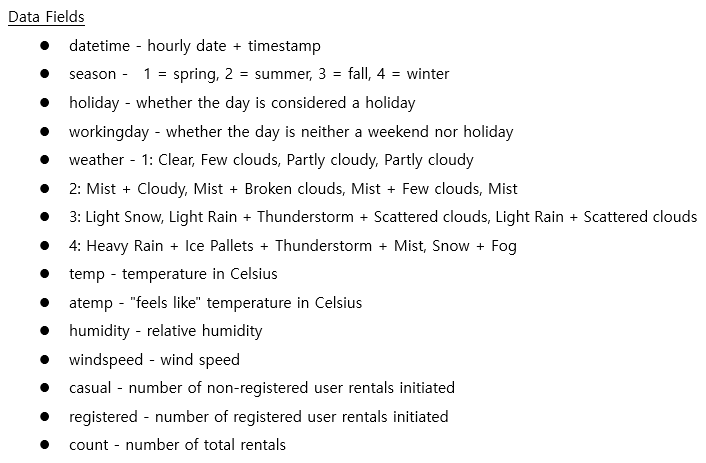 Data Fields
● datetime - hourly date + timestamp
● season -  1 = spring, 2 = summer, 3 = fall, 4 = winter
● holiday - whether the day is considered a holiday
● workingday - whether the day is neither a weekend nor holiday
● weather - 1: Clear, Few clouds, Partly cloudy, Partly cloudy
● 2: Mist + Cloudy, Mist + Broken clouds, Mist + Few clouds, Mist
● 3: Light Snow, Light Rain + Thunderstorm + Scattered clouds, Light Rain + Scattered clouds
● 4: Heavy Rain + Ice Pallets + Thunderstorm + Mist, Snow + Fog
● temp - temperature in Celsius
● atemp - "feels like" temperature in Celsius
● humidity - relative humidity
● windspeed - wind speed
● casual - number of non-registered user rentals initiated
● registered - number of registered user rentals initiated
● count - number of total rentals